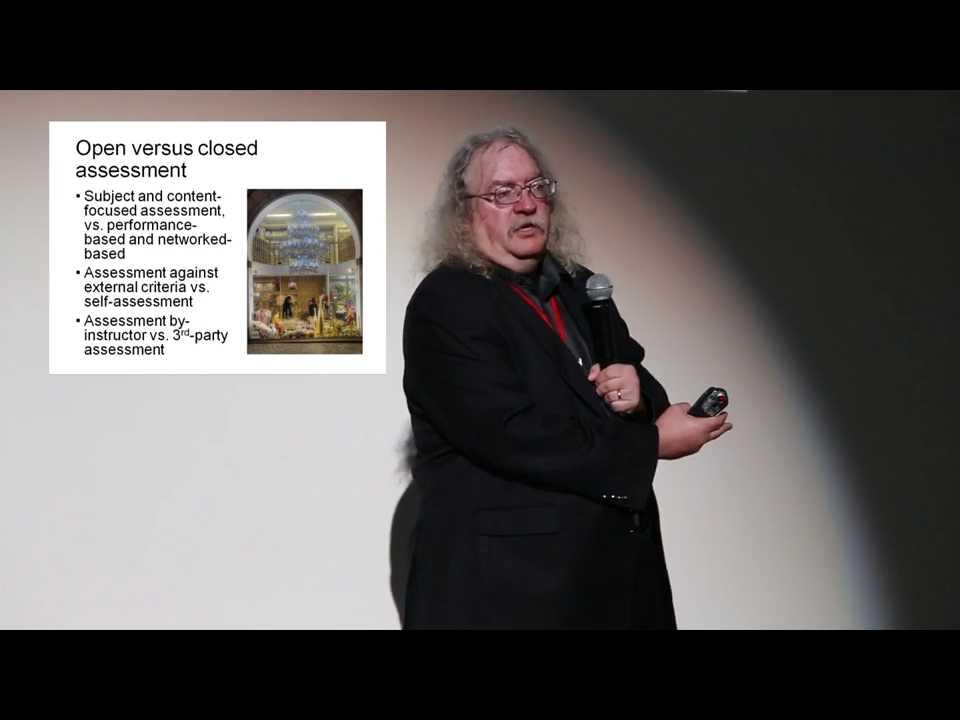 Open versus closed
assessment
• Subject and content-
focused assessment,
vs. performance-
based and networked-
based
• Assessment against
external criteria vs.
self-assessment
• Assessment by-
instructor vs. 3rd-party
assessment